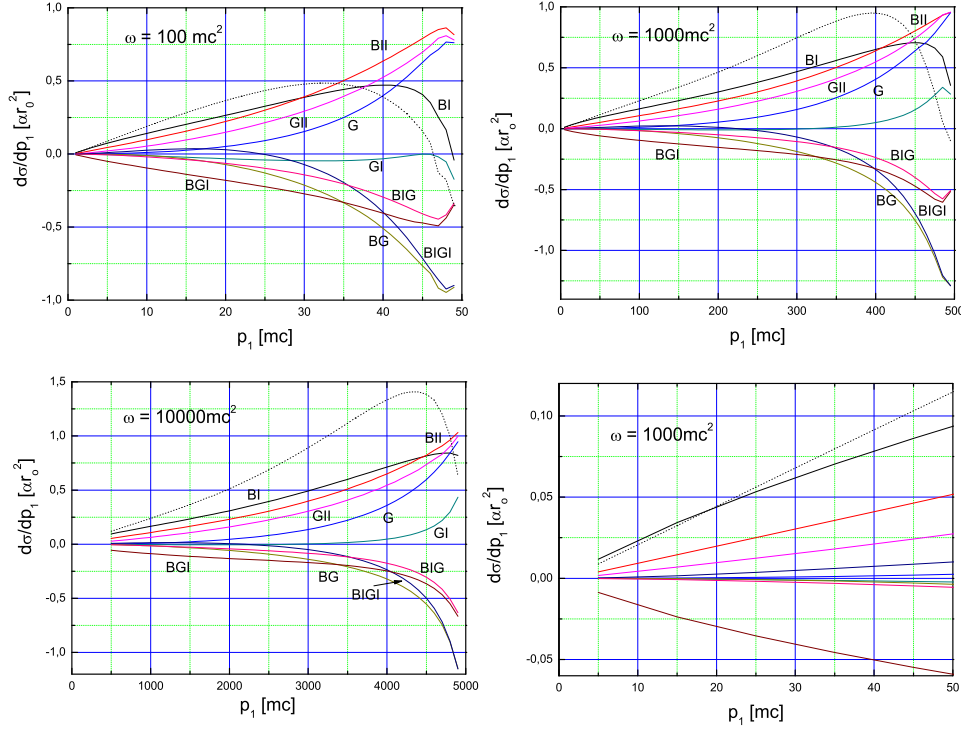 ω = 100 mc²
dσ/dp₁ [αr₀²]
1,0
0,5
0,0
-0,5
-1,0
BII
BI
GII
G
GI
BGI
BIG
BG
BIGI
0
10
20
30
40
50
p₁ [mc]
ω = 1000mc²
dσ/dp₁ [αrₒ²]
1,0
0,5
0,0
-0,5
-1,0
BII
BI
GII
G
GI
BIG
BGI
BG
BIGI
0
100
200
300
400
500
p₁ [mc]
ω = 10000mc²
dσ/dp₁ [αrₒ²]
1,5
1,0
0,5
0,0
-0,5
-1,0
BII
BI
GII
G
GI
BIG
BGI
BG
BIGI
0
1000
2000
3000
4000
5000
p₁ [mc]
ω = 1000mc²
dσ/dp₁ [αrₒ²]
0,10
0,05
0,00
-0,05
0
10
20
30
40
50
p₁ [mc]